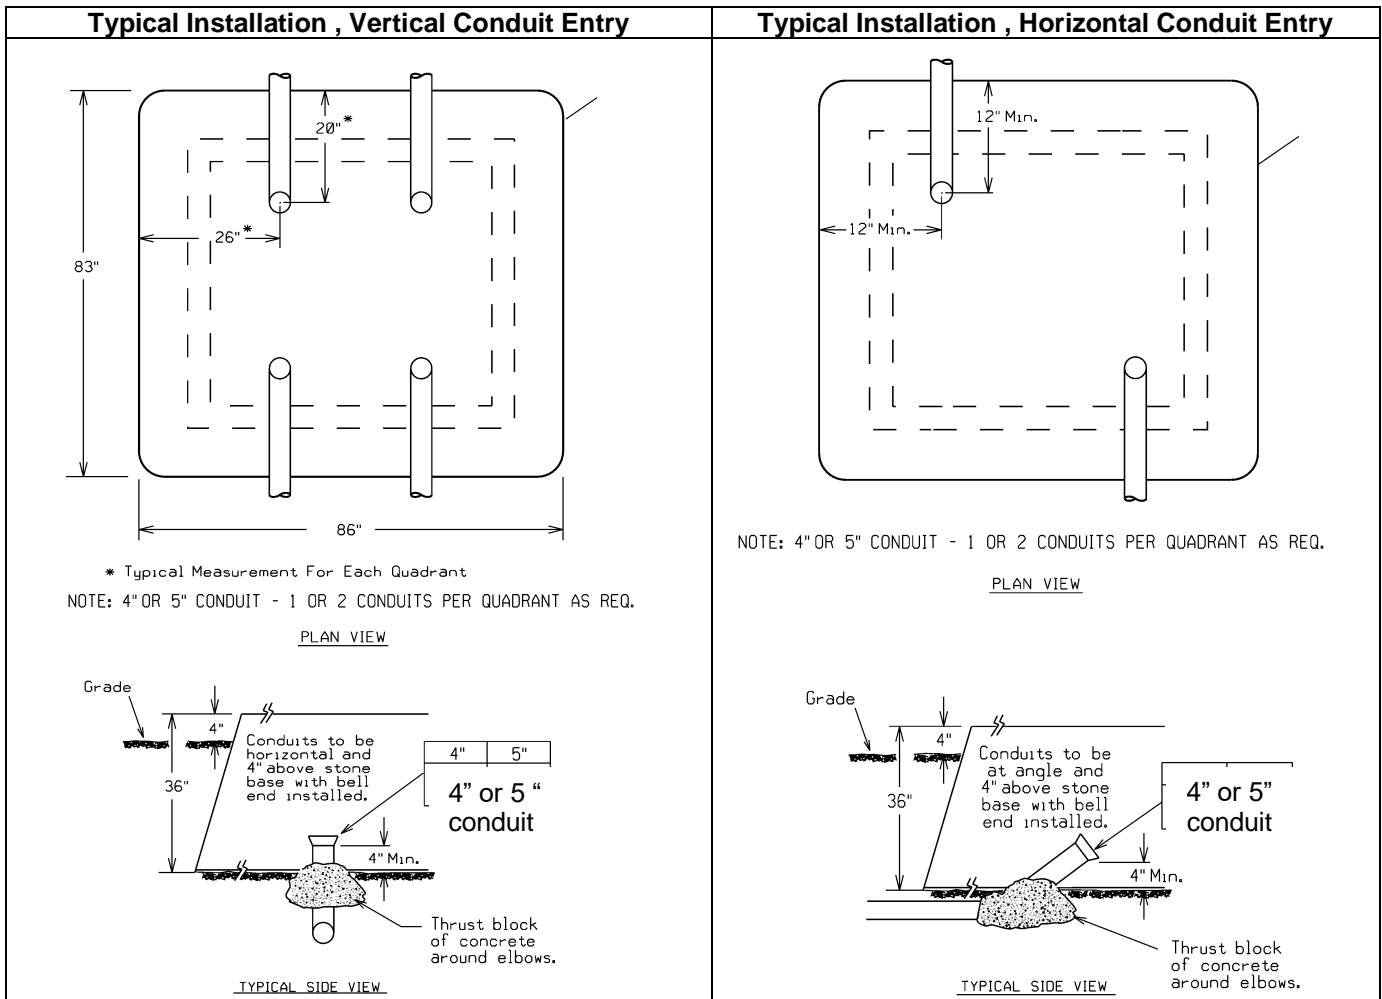 Typical Installation , Vertical Conduit Entry
20"*
26"*
83"
86"
* Typical Measurement For Each Quadrant
NOTE: 4" OR 5" CONDUIT - 1 OR 2 CONDUITS PER QUADRANT AS REQ.
PLAN VIEW
Grade
4"
36"
Conduits to be
horizontal and
4" above stone
base with bell
end installed.
4" 5"
4” or 5 “
conduit
4" Min.
Thrust block
of concrete
around elbows.
TYPICAL SIDE VIEW
Typical Installation , Horizontal Conduit Entry
12" Min.
12" Min.
NOTE: 4" OR 5" CONDUIT - 1 OR 2 CONDUITS PER QUADRANT AS REQ.
PLAN VIEW
Grade
4"
36"
Conduits to be
at angle and
4" above stone
base with bell
end installed.
4” or 5”
conduit
4" Min.
Thrust block
of concrete
around elbows.
TYPICAL SIDE VIEW